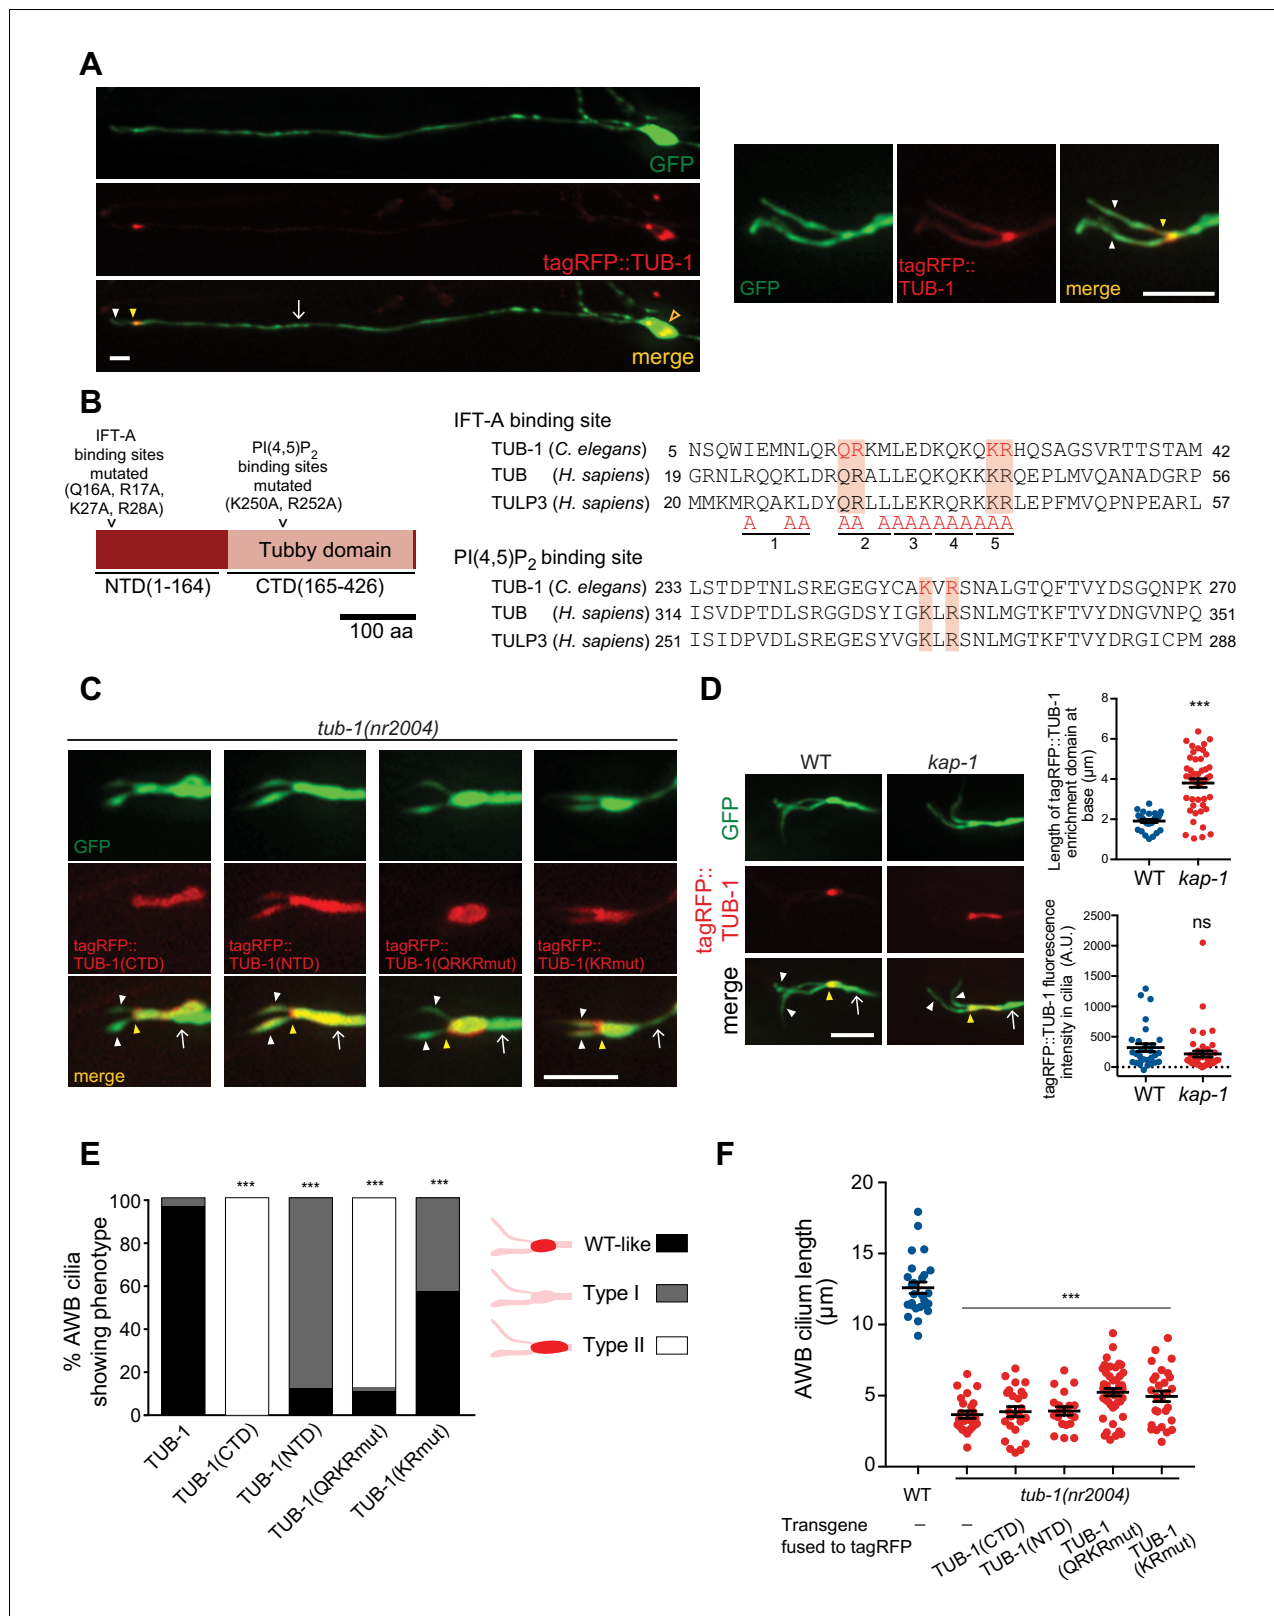 A
GFP
tagRFP::TUB-1
merge
GFP
tagRFP::
TUB-1
merge
B
IFT-A
binding
sites
mutated
(Q16A, R17A,
K27A, R28A)
PI(4,5)P2
binding sites
mutated
(K250A, R252A)
Tubby domain
NTD(1-164)
CTD(165-426)
100 aa
IFT-A binding site
TUB-1 (C. elegans) 5 NSQWIEMNLQRQRKMLEDKQKQKRHQSAGSVRTTSTAM 42
TUB (H. sapiens) 19 GRNLRQQKLDRQRALLEQKQKKKRQEPLMVQANADGRP 56
TULP3 (H. sapiens) 20 MMKMRQAKLDYQRLLLEKRQRKKRLEPFMVQPNPEARL 57
A AA AA AAAAAAAAAA
1 2 3 4 5
PI(4,5)P2 binding site
TUB-1 (C. elegans) 233 LSTDPTNLSREGEGYCAKVRSNALGTQFTVYDSGQNPK 270
TUB (H. sapiens) 314 ISVDPTDLSRGGDSYIGKLRSNLMGTKFTVYDNGVNPQ 351
TULP3 (H. sapiens) 251 ISIDPVDLSREGESYVGKLRSNLMGTKFTVYDRGICPM 288
C
tub-1(nr2004)
GFP
tagRFP::
TUB-1(CTD)
tagRFP::
TUB-1(NTD)
tagRFP::
TUB-1(QRKRmut)
tagRFP::
TUB-1(KRmut)
merge
D
WT
kap-1
GFP
tagRFP::
TUB-1
merge
Length of tagRFP::TUB-1
enrichment domain at
base (µm)
8
6
4
2
0
***
WT
kap-1
tagRFP::TUB-1 fluorescence
intensity in cilia (A.U.)
2500
2000
1500
1000
500
0
ns
WT
kap-1
E
% AWB cilia
showing phenotype
100
80
60
40
20
0
*** *** *** ***
TUB-1
TUB-1(CTD)
TUB-1(NTD)
TUB-1(QRKRmut)
TUB-1(KRmut)
WT-like
Type I
Type II
F
AWB cilium length
(µm)
20
15
10
5
0
***
WT
tub-1(nr2004)
Transgene
fused to tagRFP
– –
TUB-1(CTD)
TUB-1(NTD)
TUB-1
(QRKRmut)
TUB-1
(KRmut)